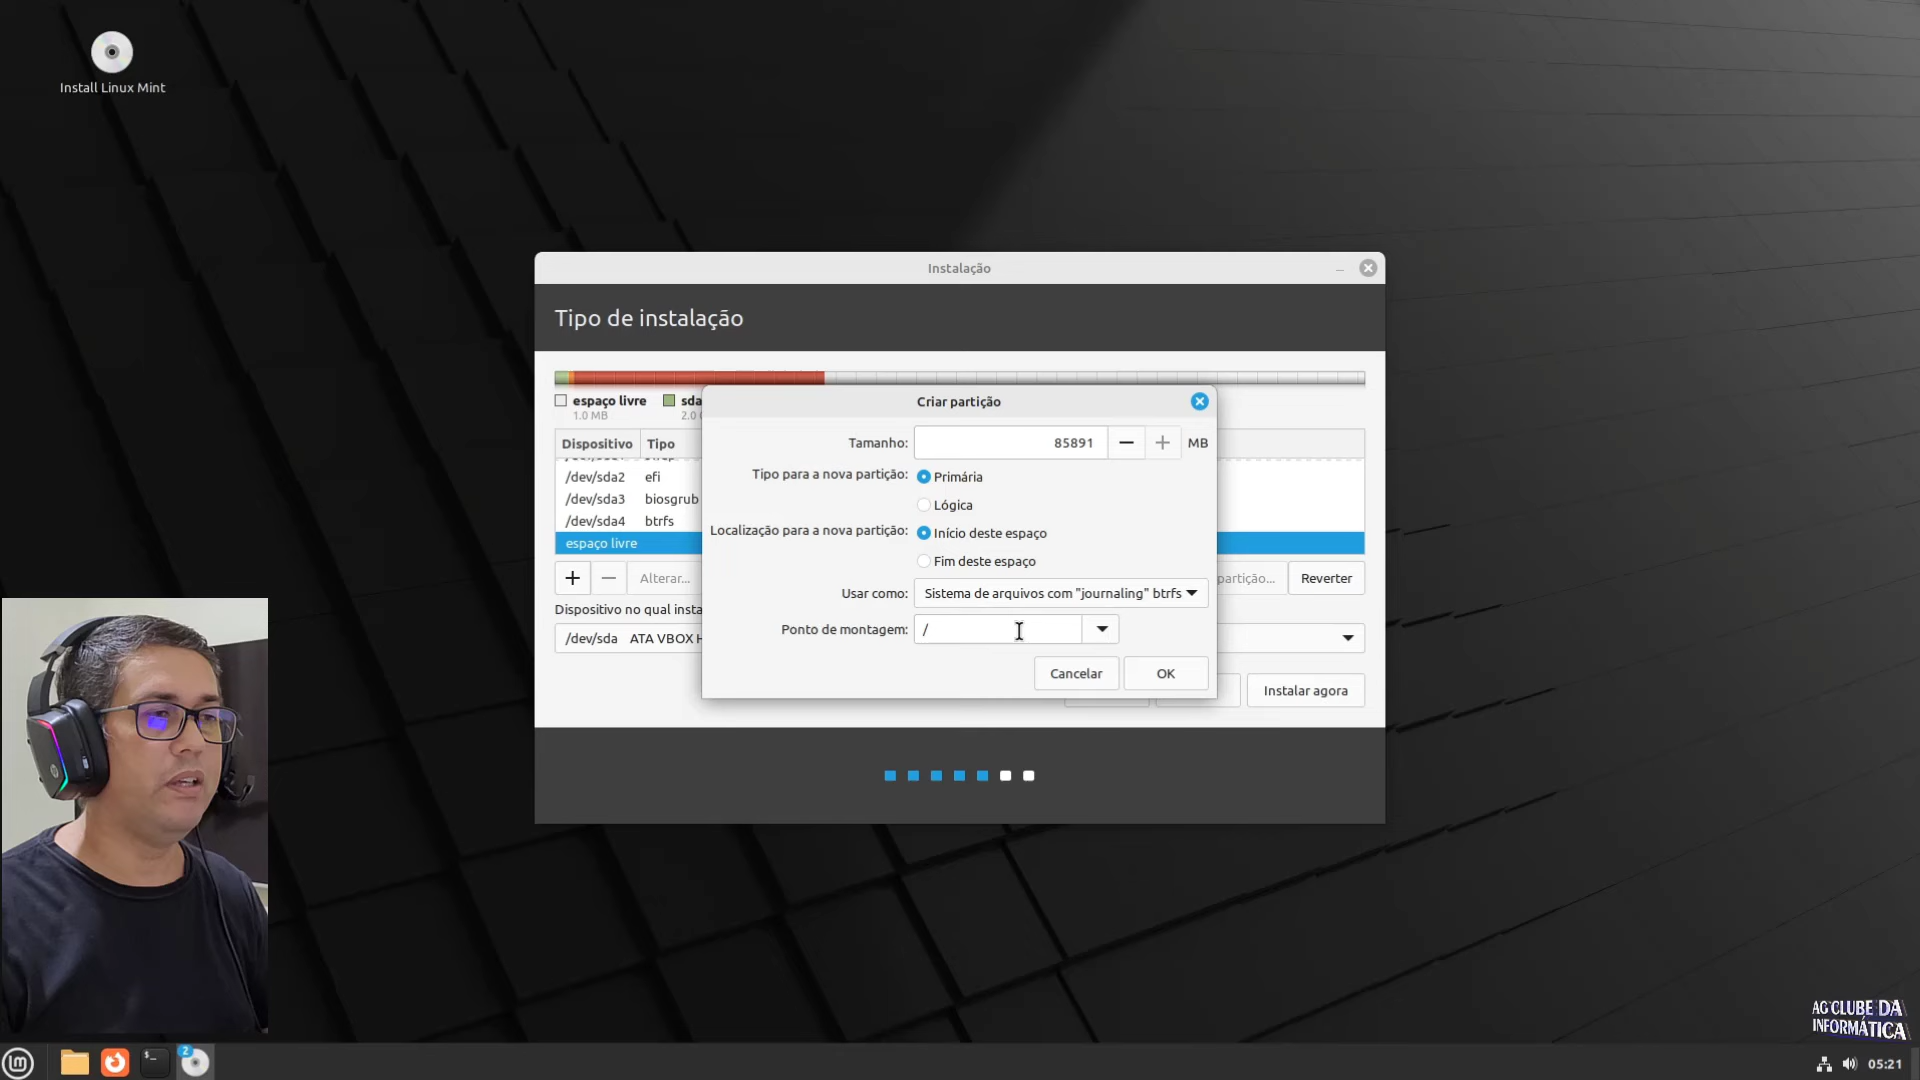 Install Linux Mint
Instalação
Tipo de instalação
espaço livre
sda
1.0 MB
2.0
Criar partição
Tamanho:
85891
MB
Tipo para a nova partição:
Primária
Lógica
Localização para a nova partição:
Início deste espaço
Fim deste espaço
Usar como:
Sistema de arquivos com "journaling" btrfs
Ponto de montagem:
/
Cancelar
OK
Dispositivo
Tipo
/dev/sda2
efi
/dev/sda3
biosgrub
/dev/sda4
btrfs
espaço livre
+
Alterar...
partição...
Reverter
Dispositivo no qual insta
/dev/sda ATA VBOX H
Instalar agora
2
AG CLUBE DA
INFORMÁTICA
05:21